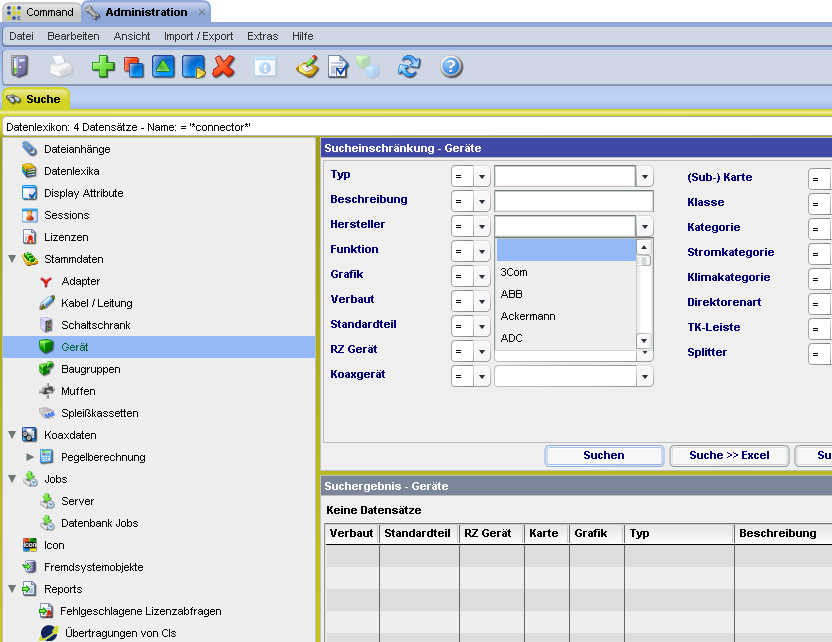 Command Administration
Datei Bearbeiten Ansicht Import / Export Extras Hilfe
Suche
Datenlexikon: 4 Datensätze - Name: = '*connector*'
Dateianhänge
Datenlexika
Display Attribute
Sessions
Lizenzen
Stammdaten
Adapter
Kabel / Leitung
Schaltschrank
Gerät
Baugruppen
Muffen
Spleißkassetten
Koaxdaten
Pegelberechnung
Jobs
Server
Datenbank Jobs
Icon
Fremdsystemobjekte
Reports
Fehlgeschlagene Lizenzabfragen
Übertragungen von CIs
Sucheinschränkung - Geräte
Typ =
Beschreibung =
Hersteller =
Funktion =
Grafik =
Verbaut =
Standardteil =
RZ Gerät =
Koaxgerät =
3Com
ABB
Ackermann
ADC
(Sub-) Karte =
Klasse =
Kategorie =
Stromkategorie =
Klimakategorie =
Direktorenart =
TK-Leiste =
Splitter =
Suchen Suche >> Excel Su
Suchergebnis - Geräte
Keine Datensätze
Verbaut Standardteil RZ Gerät Karte Grafik Typ Beschreibung